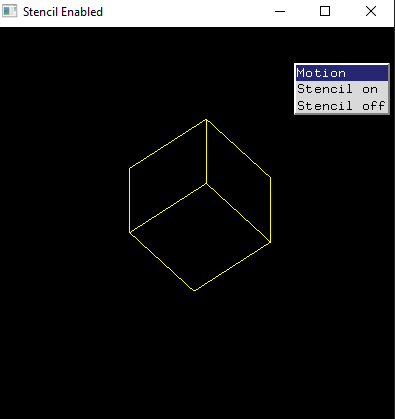 Stencil Enabled
Motion
Stencil on
Stencil off